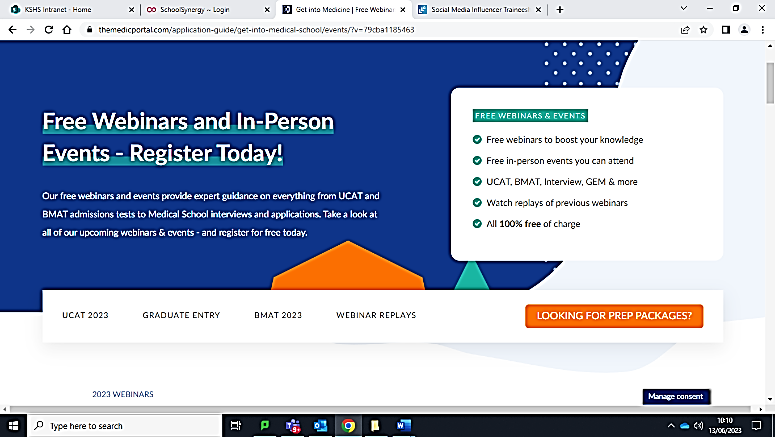 KSHS Intranet - Home
SchoolSynergy ~ Login
Get into Medicine | Free Webinar
Social Media Influencer Traineesh
themedicportal.com/application-guide/get-into-medical-school/events/?v=79cba1185463
Free Webinars and In-Person
Events - Register Today!
Our free webinars and events provide expert guidance on everything from UCAT and
BMAT admissions tests to Medical School interviews and applications. Take a look at
all of our upcoming webinars & events - and register for free today.
FREE WEBINARS & EVENTS
Free webinars to boost your knowledge
Free in-person events you can attend
UCAT, BMAT, Interview, GEM & more
Watch replays of previous webinars
All 100% free of charge
UCAT 2023
GRADUATE ENTRY
BMAT 2023
WEBINAR REPLAYS
LOOKING FOR PREP PACKAGES?
2023 WEBINARS
Manage consent
Type here to search
10:10
13/06/2023